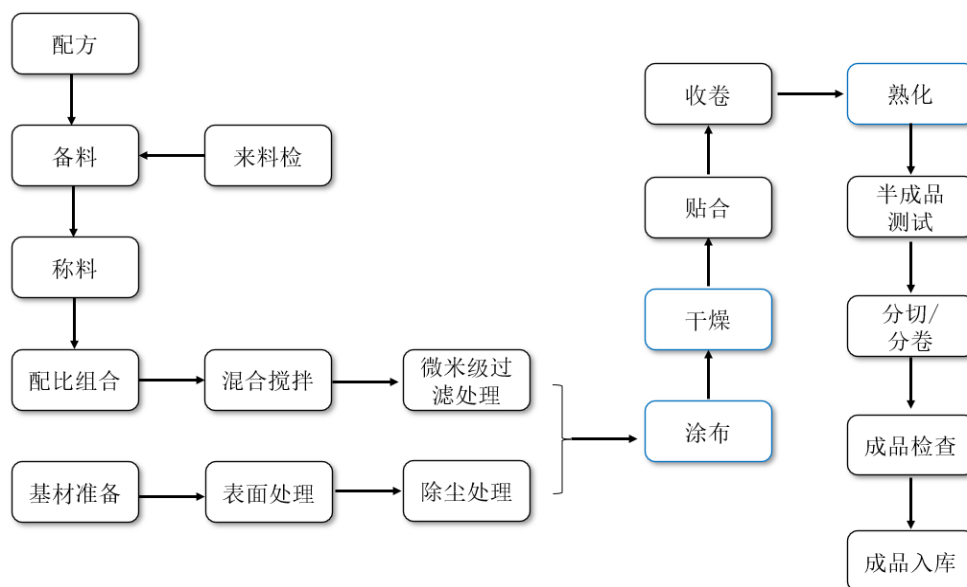 配方
备料
来料检
称料
配比组合
混合搅拌
微米级过
滤处理
基材准备
表面处理
除尘处理
涂布
干燥
贴合
收卷
熟化
半成品
测试
分切/
分卷
成品检查
成品入库